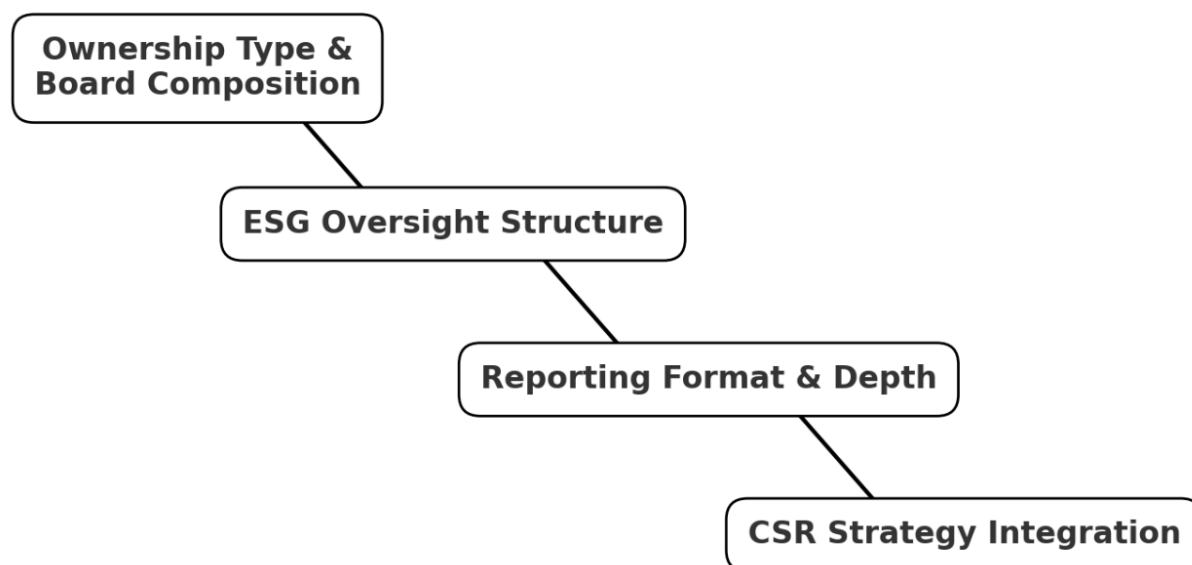 Ownership Type &
Board Composition
ESG Oversight Structure
Reporting Format & Depth
CSR Strategy Integration